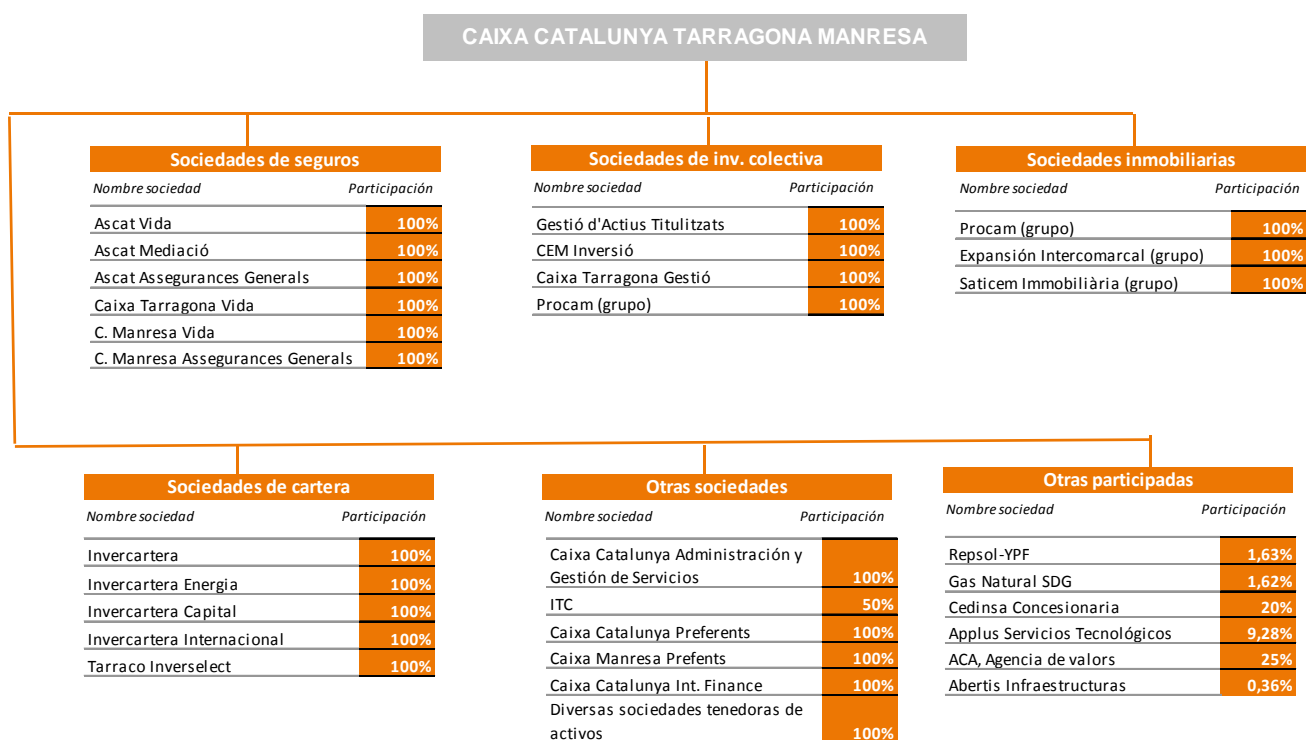 CAIXA CATALUNYA TARRAGONA MANRESA
Sociedades de seguros
Nombre sociedad Participación
Ascat Vida 100%
Ascat Mediació 100%
Ascat Assegurances Generals 100%
Caixa Tarragona Vida 100%
C. Manresa Vida 100%
C. Manresa Assegurances Generals 100%
Sociedades de inv. colectiva
Nombre sociedad Participación
Gestió d'Actius Titulitzats 100%
CEM Inversió 100%
Caixa Tarragona Gestió 100%
Procam (grupo) 100%
Sociedades inmobiliarias
Nombre sociedad Participación
Procam (grupo) 100%
Expansión Intercomarcal (grupo) 100%
Saticem Immobiliària (grupo) 100%
Sociedades de cartera
Nombre sociedad Participación
Invercartera 100%
Invercartera Energia 100%
Invercartera Capital 100%
Invercartera Internacional 100%
Tarraco Inverselect 100%
Otras sociedades
Nombre sociedad Participación
Caixa Catalunya Administración y
Gestión de Servicios 100%
ITC 50%
Caixa Catalunya Preferents 100%
Caixa Manresa Prefents 100%
Caixa Catalunya Int. Finance 100%
Diversas sociedades tenedoras de
activos 100%
Otras participadas
Nombre sociedad Participación
Repsol-YPF 1,63%
Gas Natural SDG 1,62%
Cedinsa Concesionaria 20%
Applus Servicios Tecnológicos 9,28%
ACA, Agencia de valors 25%
Abertis Infraestructuras 0,36%